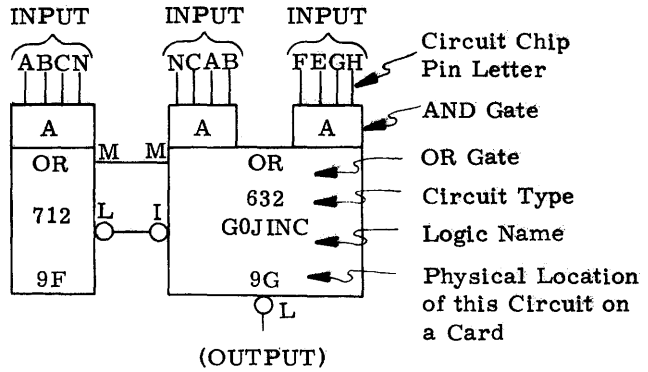 INPUT INPUT INPUT
ABCN NCAB FEGH
Circuit Chip
Pin Letter
A A A
AND Gate
OR M M OR
OR Gate
712 632
Circuit Type
L I G0JINC
Logic Name
9F 9G
Physical Location
of this Circuit on
a Card
L
(OUTPUT)